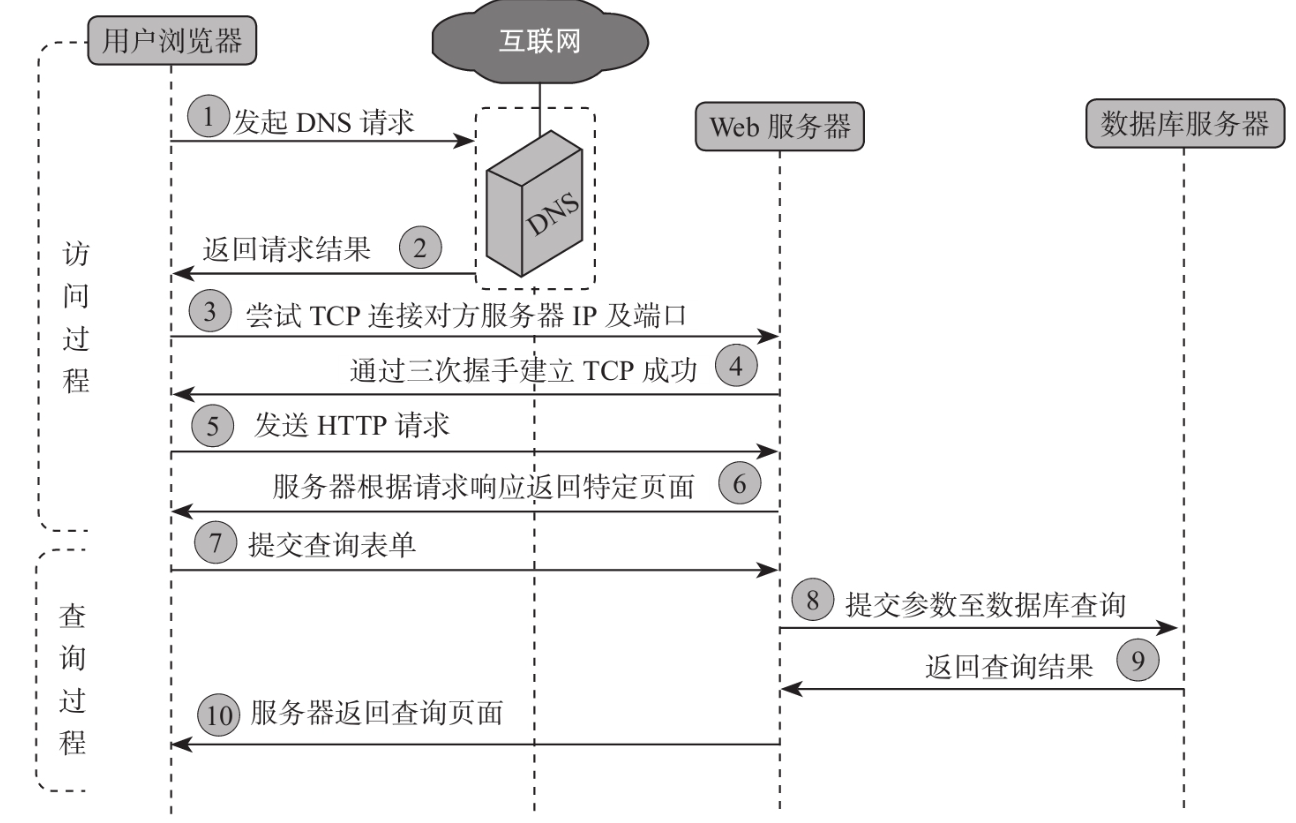 用户浏览器
互联网
Web 服务器
数据库服务器
① 发起 DNS 请求
DNS
返回请求结果 ②
③ 尝试 TCP 连接对方服务器 IP 及端口
通过三次握手建立 TCP 成功 ④
⑤ 发送 HTTP 请求
服务器根据请求响应返回特定页面 ⑥
访问过程
⑦ 提交查询表单
⑧ 提交参数至数据库查询
返回查询结果 ⑨
⑩ 服务器返回查询页面
查询过程